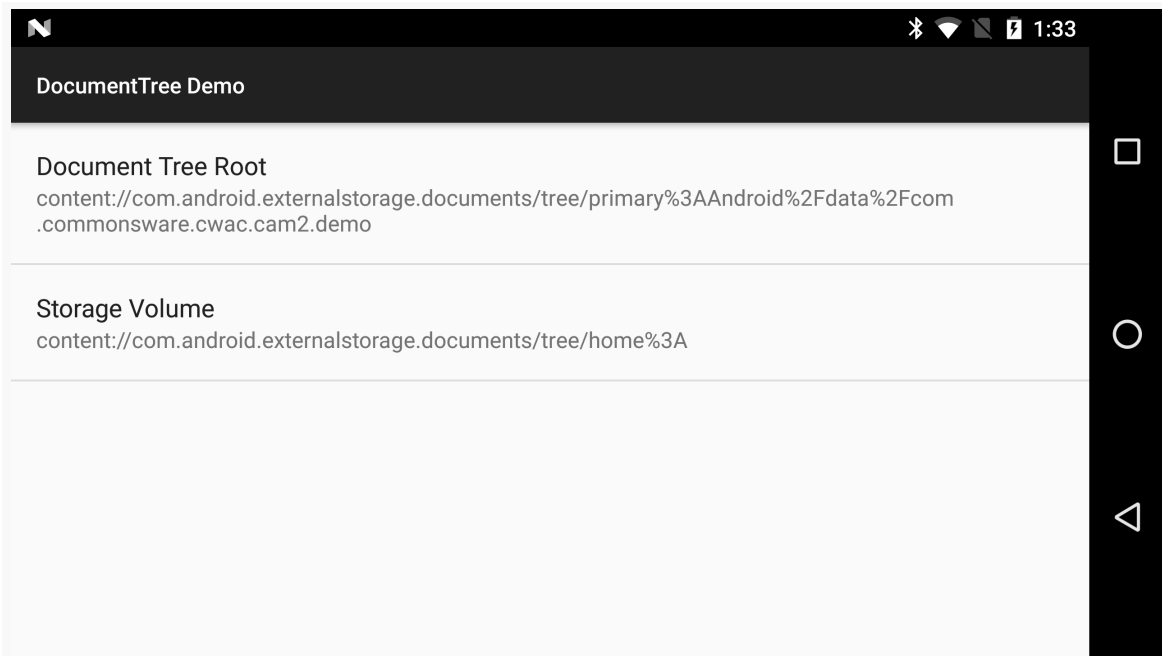 1:33
DocumentTree Demo
Document Tree Root
content://com.android.externalstorage.documents/tree/primary%3AAndroid%2Fdata%2Fcom
.commonsware.cwac.cam2.demo
Storage Volume
content://com.android.externalstorage.documents/tree/home%3A